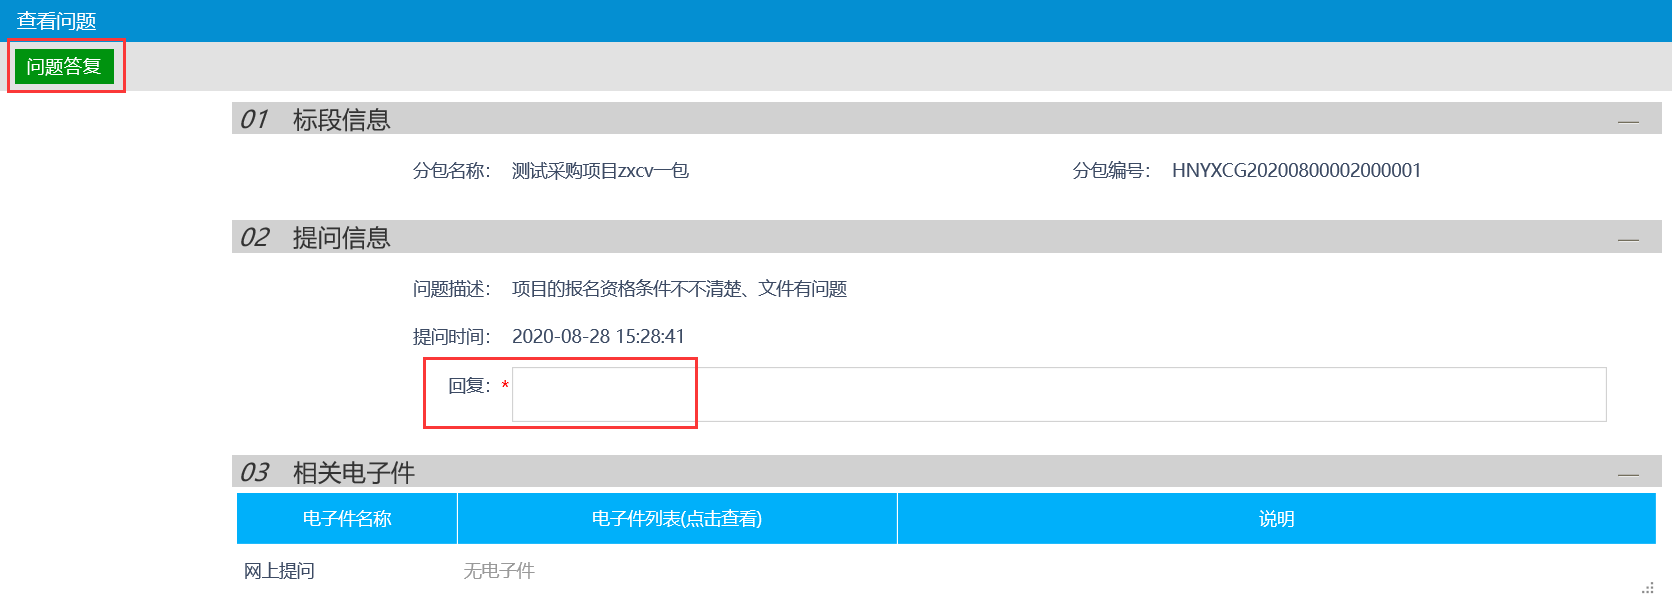 查看问题
问题答复
01 标段信息
分包名称： 测试采购项目zxcv一包 分包编号： HNYXCG20200800002000001
02 提问信息
问题描述： 项目的报名资格条件不不清楚、文件有问题
提问时间： 2020-08-28 15:28:41
回复：*
03 相关电子件
电子件名称 电子件列表(点击查看) 说明
网上提问 无电子件